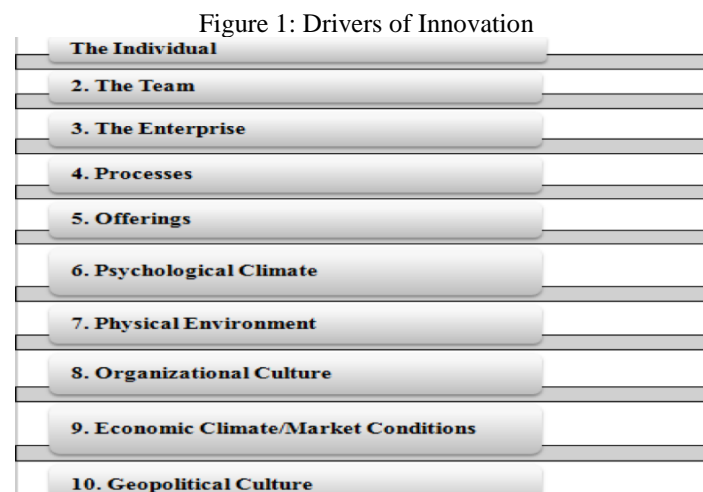 Figure 1: Drivers of Innovation
The Individual
2. The Team
3. The Enterprise
4. Processes
5. Offerings
6. Psychological Climate
7. Physical Environment
8. Organizational Culture
9. Economic Climate/Market Conditions
10. Geopolitical Culture